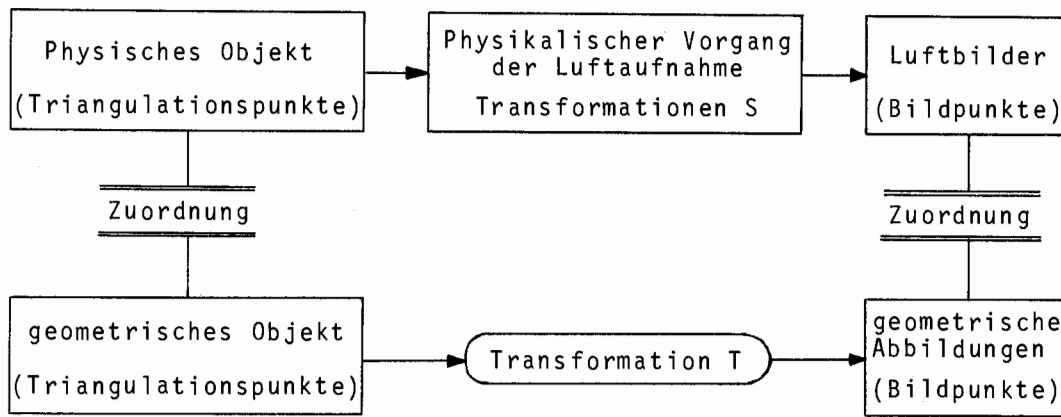 Physisches Objekt
(Triangulationspunkte)
Physikalischer Vorgang
der Luftaufnahme
Transformationen S
Luftbilder
(Bildpunkte)
Zuordnung
Zuordnung
geometrisches Objekt
(Triangulationspunkte)
Transformation T
geometrische
Abbildungen
(Bildpunkte)